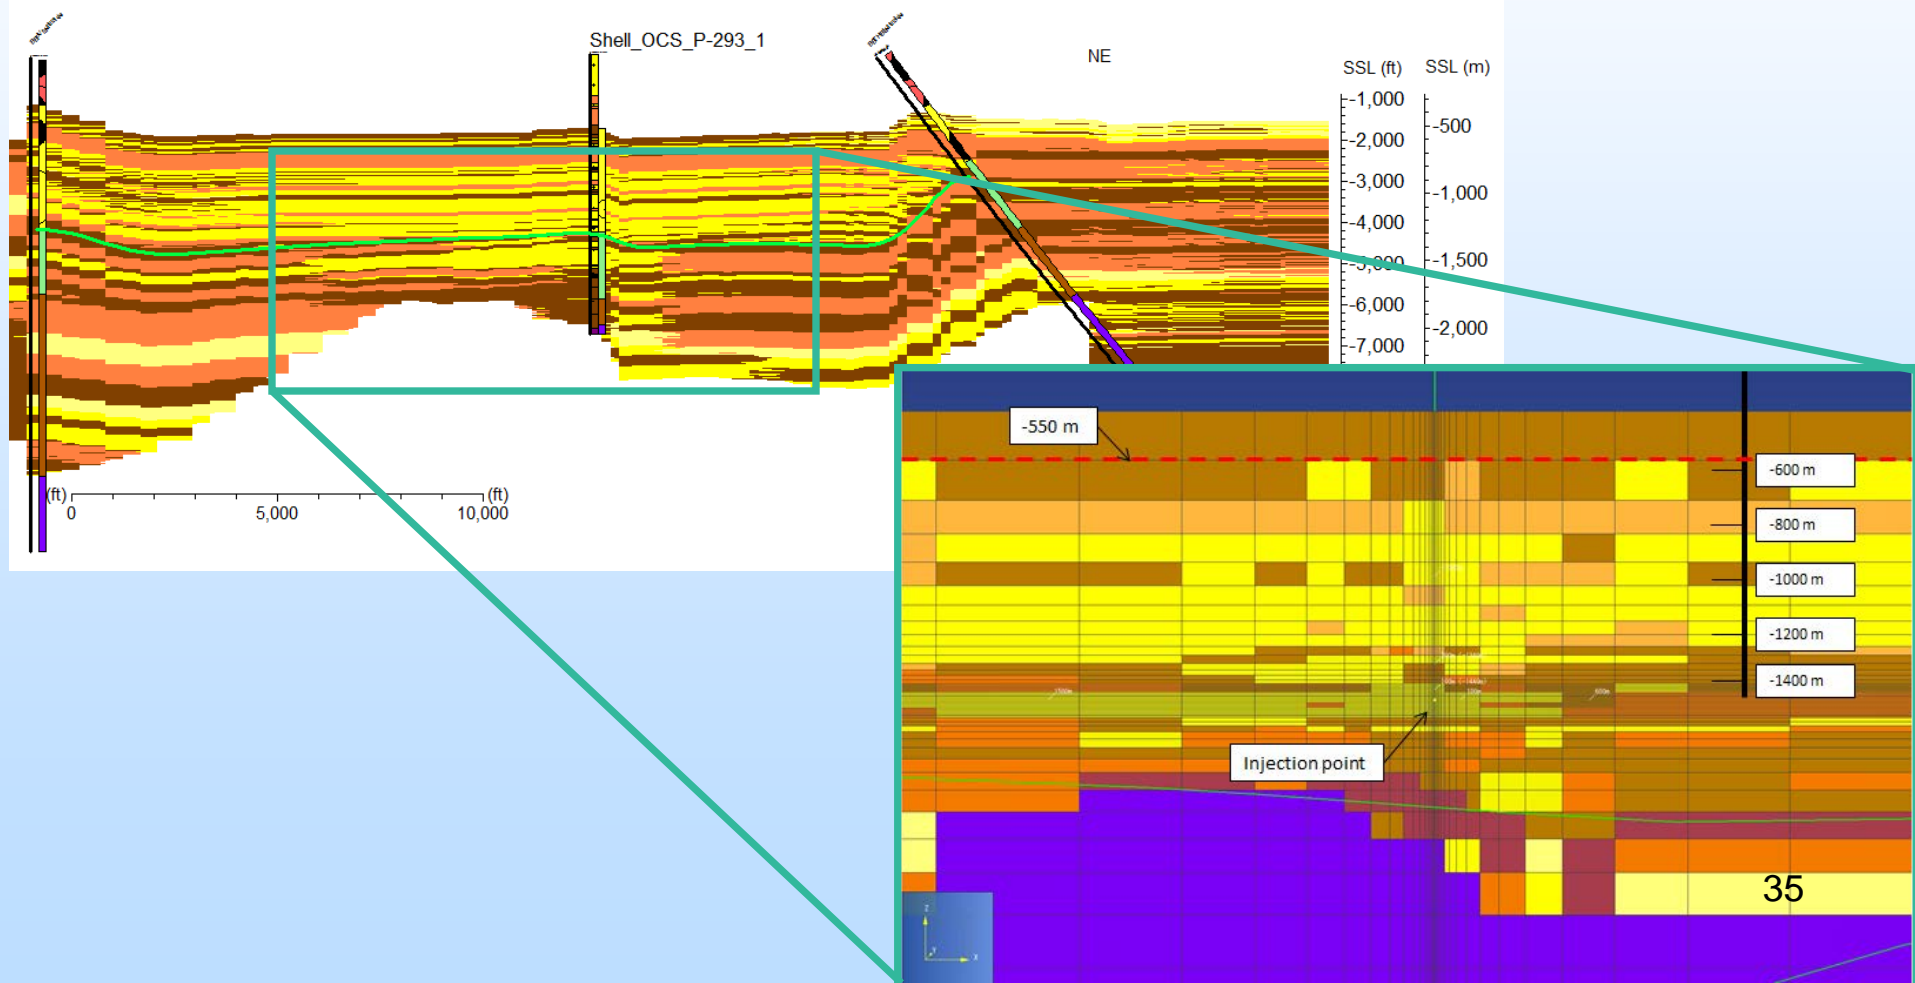 Shell_OCS_P-293_1
NE
SSL (ft)
SSL (m)
-1,000
-2,000
-3,000
-4,000
-5,000
-6,000
-7,000
-500
-1,000
-1,500
-2,000
(ft)
(ft)
0
5,000
10,000
-550 m
-600 m
-800 m
-1000 m
-1200 m
-1400 m
Injection point
35
Z
Y
X